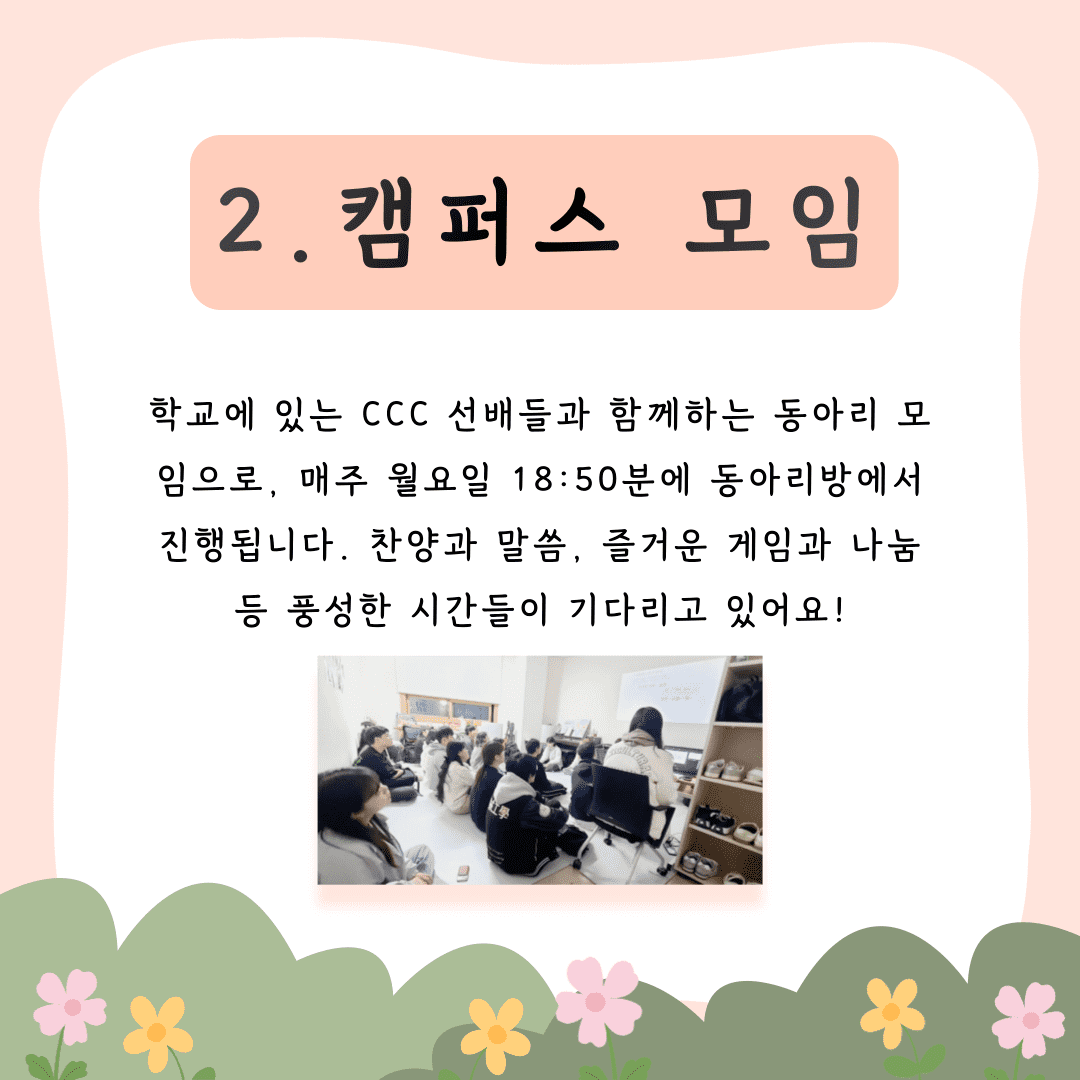 2.캠퍼스 모임
학교에 있는 CCC 선배들과 함께하는 동아리 모
임으로, 매주 월요일 18:50분에 동아리방에서
진행됩니다. 찬양과 말씀, 즐거운 게임과 나눔
등 풍성한 시간들이 기다리고 있어요!